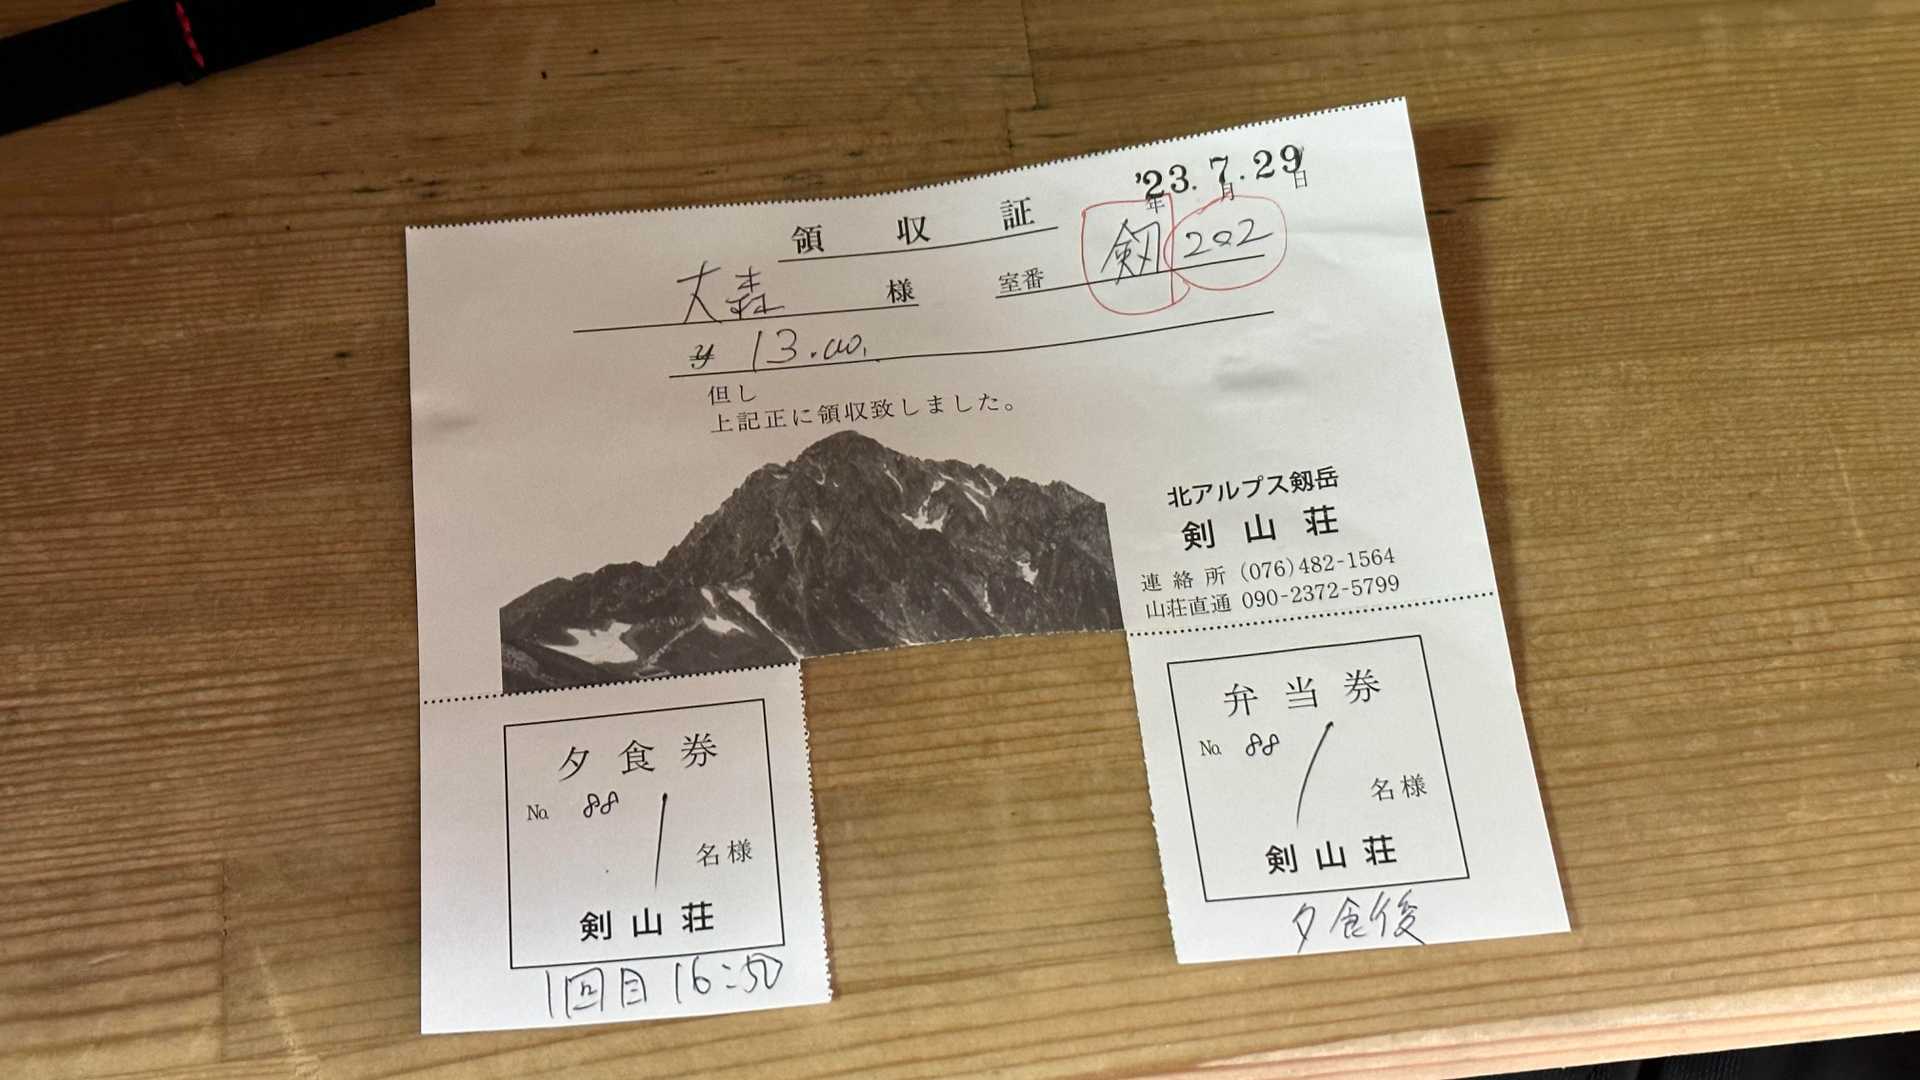 '23. 7. 29
年 月 日
領 収 証
大森 様
室番 剱 202
¥ 13.000.
但し
上記正に領収致しました。
北アルプス剱岳
剣 山 荘
連 絡 所 (076)482-1564
山荘直通 090-2372-5799
夕 食 券
No. 88
1 名様
剣 山 荘
1回目 16:50
弁 当 券
No. 88
1 名様
剣 山 荘
夕食後